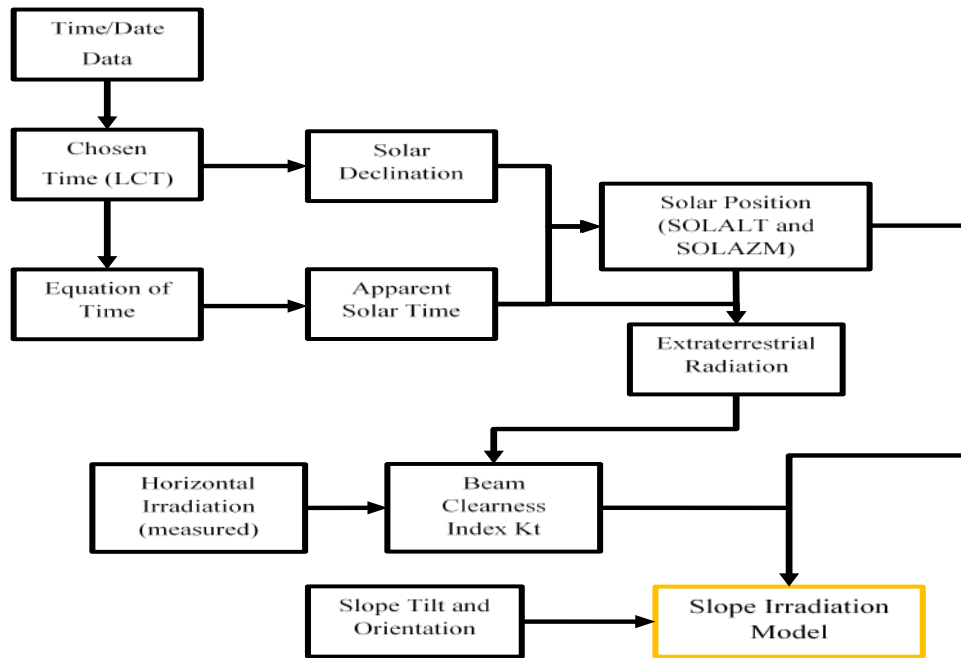 Time/Date
Data
Chosen
Time (LCT)
Solar
Declination
Solar Position
(SOLALT and
SOLAZM)
Equation of
Time
Apparent
Solar Time
Extraterrestrial
Radiation
Horizontal
Irradiation
(measured)
Beam
Clearness
Index Kt
Slope Tilt and
Orientation
Slope Irradiation
Model